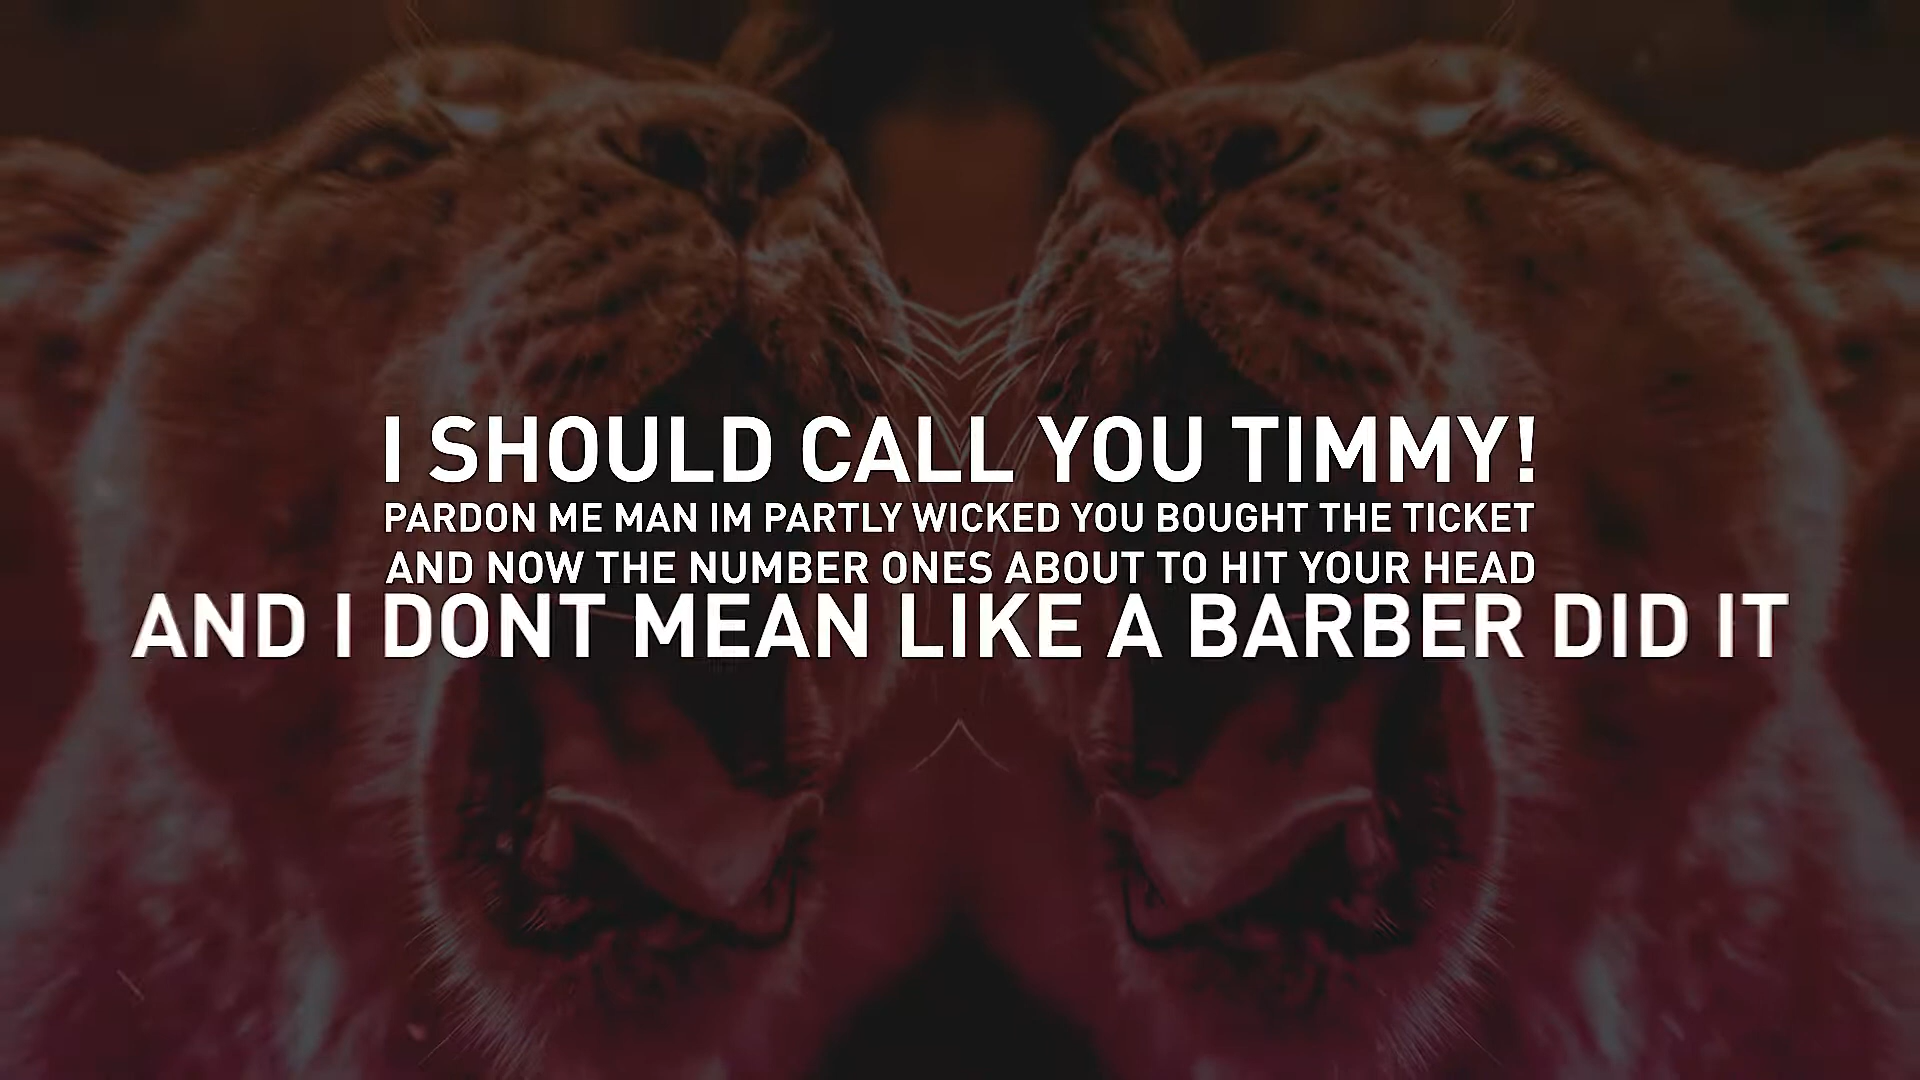 I SHOULD CALL YOU TIMMY!
PARDON ME MAN IM PARTLY WICKED YOU BOUGHT THE TICKET
AND NOW THE NUMBER ONES ABOUT TO HIT YOUR HEAD
AND I DONT MEAN LIKE A BARBER DID IT